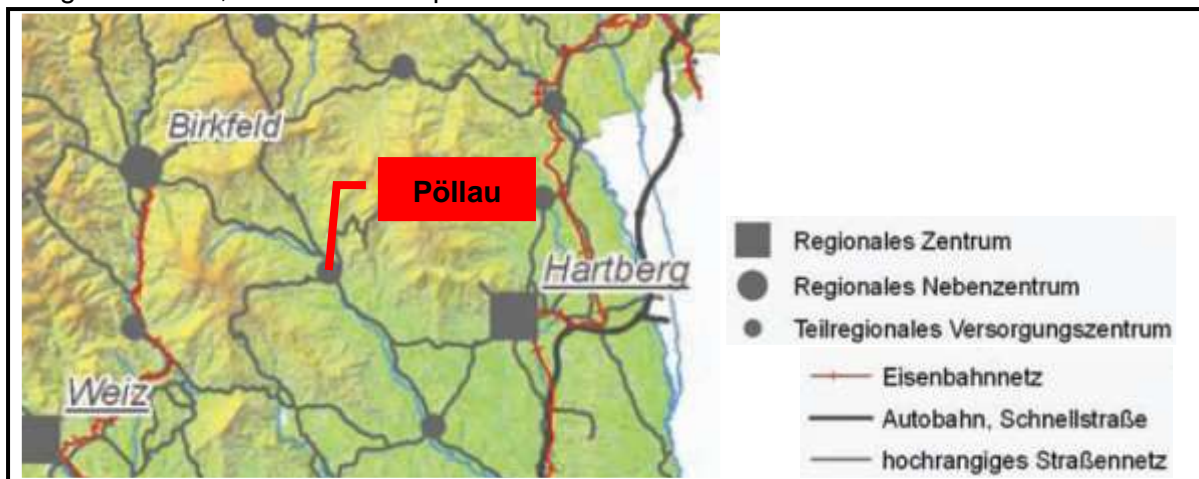 Birkfeld
Pöllau
Hartberg
Weiz
Regionales Zentrum
Regionales Nebenzentrum
Teilregionales Versorgungszentrum
Eisenbahnnetz
Autobahn, Schnellstraße
hochrangiges Straßennetz